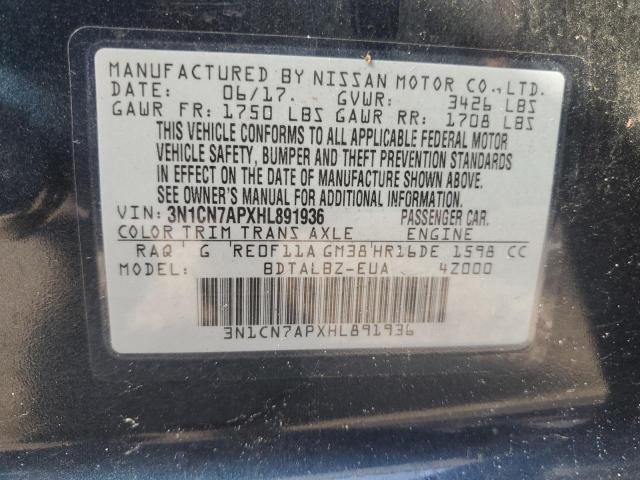 MANUFACTURED BY NISSAN MOTOR CO.,LTD.
DATE: 06/17. GVWR: 3426 LBS
GAWR FR: 1750 LBS GAWR RR: 1708 LBS
THIS VEHICLE CONFORMS TO ALL APPLICABLE FEDERAL MOTOR
VEHICLE SAFETY, BUMPER AND THEFT PREVENTION STANDARDS
IN EFFECT ON THE DATE OF MANUFACTURE SHOWN ABOVE.
SEE OWNER'S MANUAL FOR ADDITIONAL INFORMATION.
VIN: 3N1CN7APXHL891936 PASSENGER CAR.
COLOR TRIM TRANS AXLE ENGINE
RAQ G RE0F11A GM38 HR16DE 1598 CC
MODEL: BDTALBZ-EUA 4Z000
3N1CN7APXHL891936